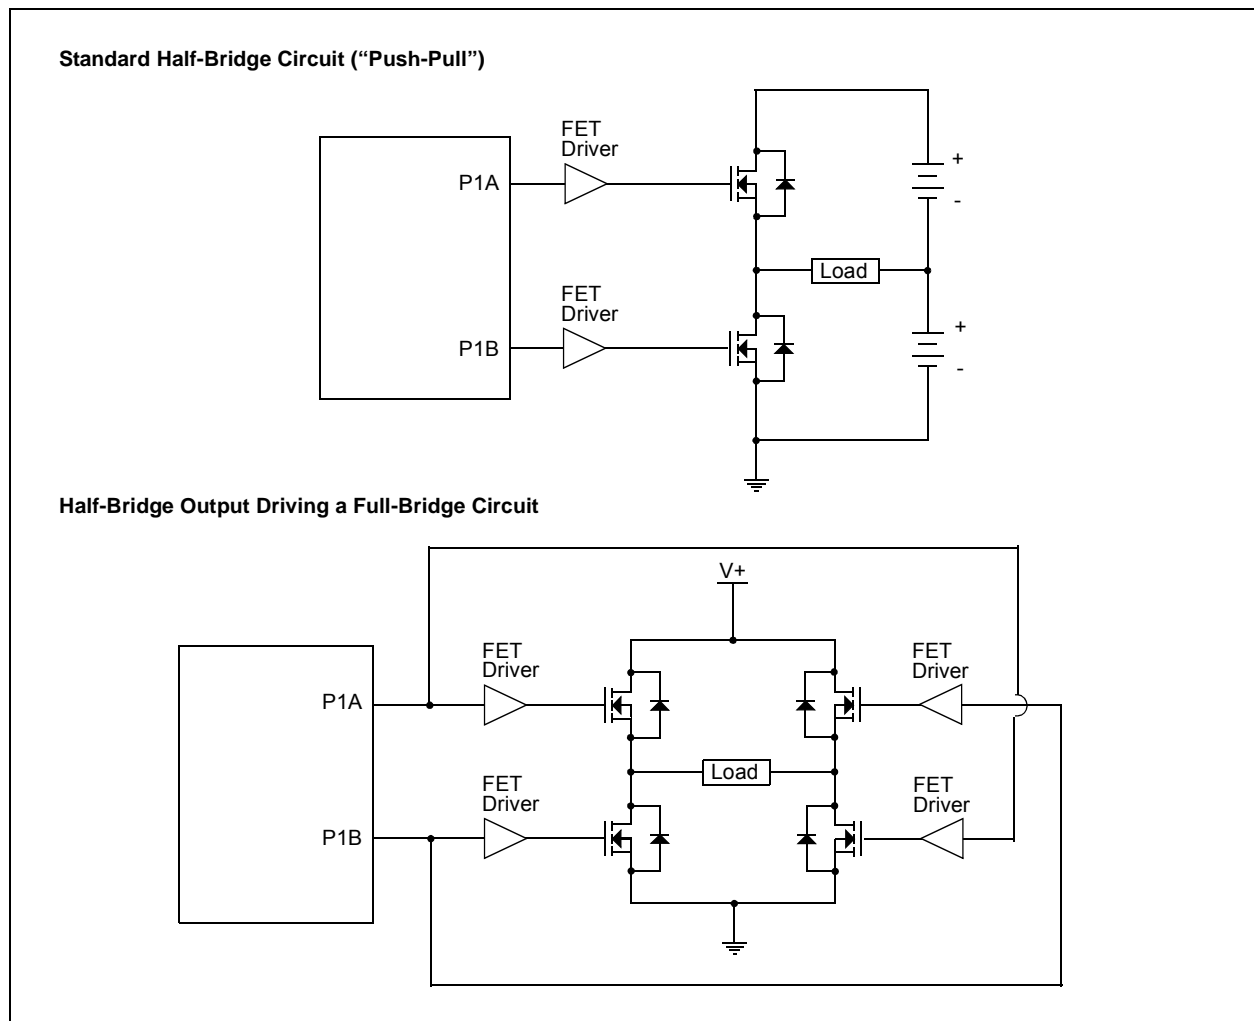 Standard Half-Bridge Circuit (“Push-Pull”)
FET
Driver
P1A
+
-
Load
FET
Driver
P1B
+
-
Half-Bridge Output Driving a Full-Bridge Circuit
V+
FET
Driver
FET
Driver
P1A
Load
FET
Driver
FET
Driver
P1B